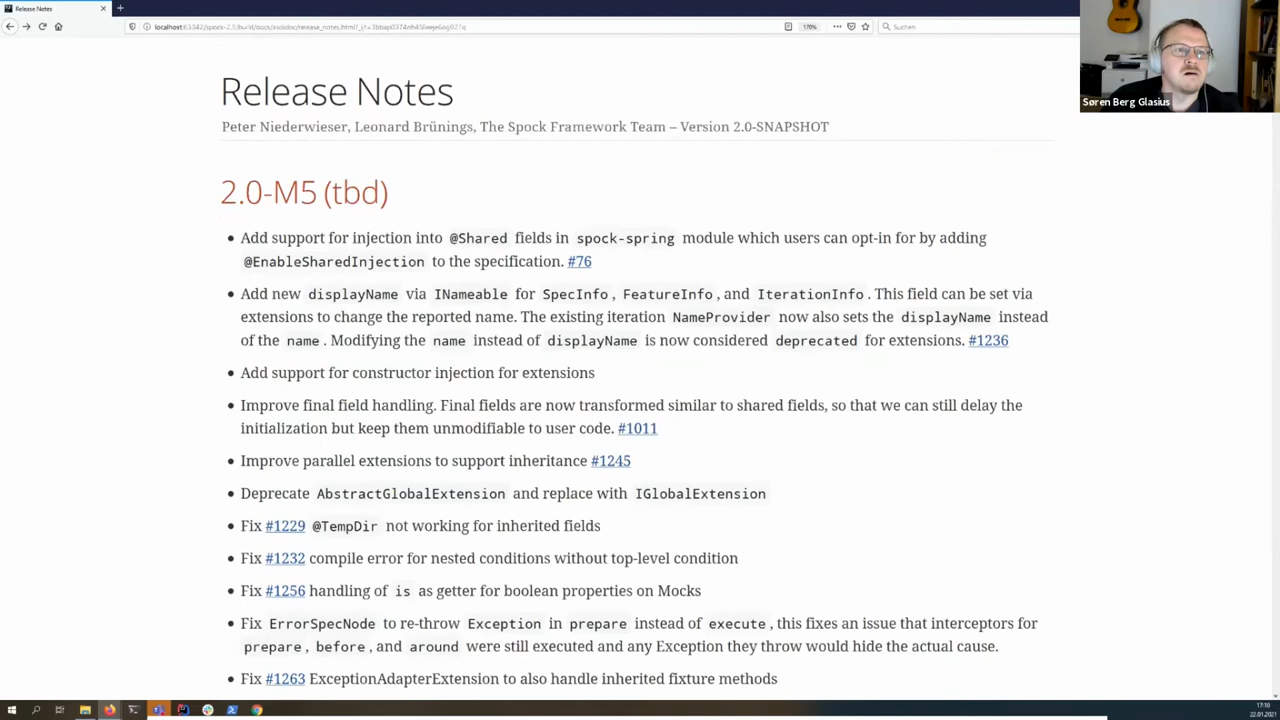 Release Notes
Suchen
170%
Søren Berg Glasius
Release Notes
Peter Niederwieser, Leonard Brünings, The Spock Framework Team – Version 2.0-SNAPSHOT
2.0-M5 (tbd)
• Add support for injection into @Shared fields in spock-spring module which users can opt-in for by adding
@EnableSharedInjection to the specification. #76
• Add new displayName via INameable for SpecInfo, FeatureInfo, and IterationInfo. This field can be set via
extensions to change the reported name. The existing iteration NameProvider now also sets the displayName instead
of the name. Modifying the name instead of displayName is now considered deprecated for extensions. #1236
• Add support for constructor injection for extensions
• Improve final field handling. Final fields are now transformed similar to shared fields, so that we can still delay the
initialization but keep them unmodifiable to user code. #1011
• Improve parallel extensions to support inheritance #1245
• Deprecate AbstractGlobalExtension and replace with IGlobalExtension
• Fix #1229 @TempDir not working for inherited fields
• Fix #1232 compile error for nested conditions without top-level condition
• Fix #1256 handling of is as getter for boolean properties on Mocks
• Fix ErrorSpecNode to re-throw Exception in prepare instead of execute, this fixes an issue that interceptors for
prepare, before, and around were still executed and any Exception they throw would hide the actual cause.
• Fix #1263 ExceptionAdapterExtension to also handle inherited fixture methods
17:10
22.01.2021